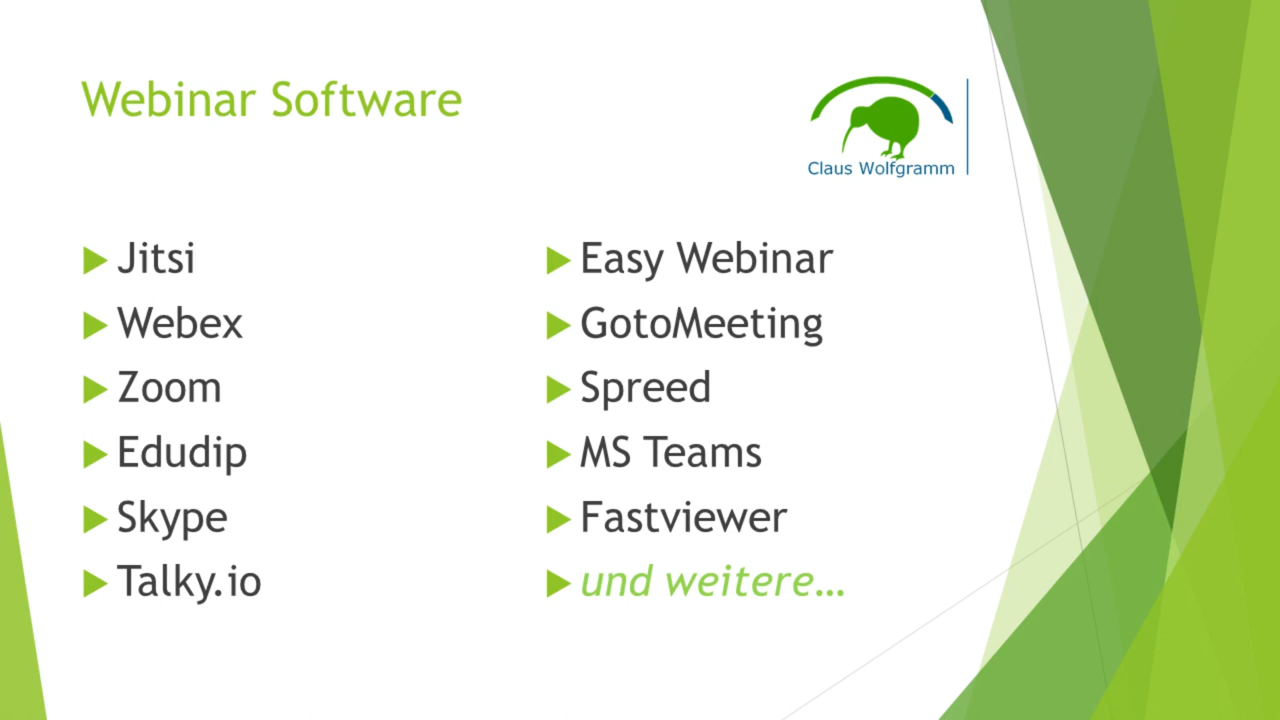 Webinar Software
Claus Wolfgramm
Jitsi
Webex
Zoom
Edudip
Skype
Talky.io
Easy Webinar
GotoMeeting
Spreed
MS Teams
Fastviewer
und weitere…